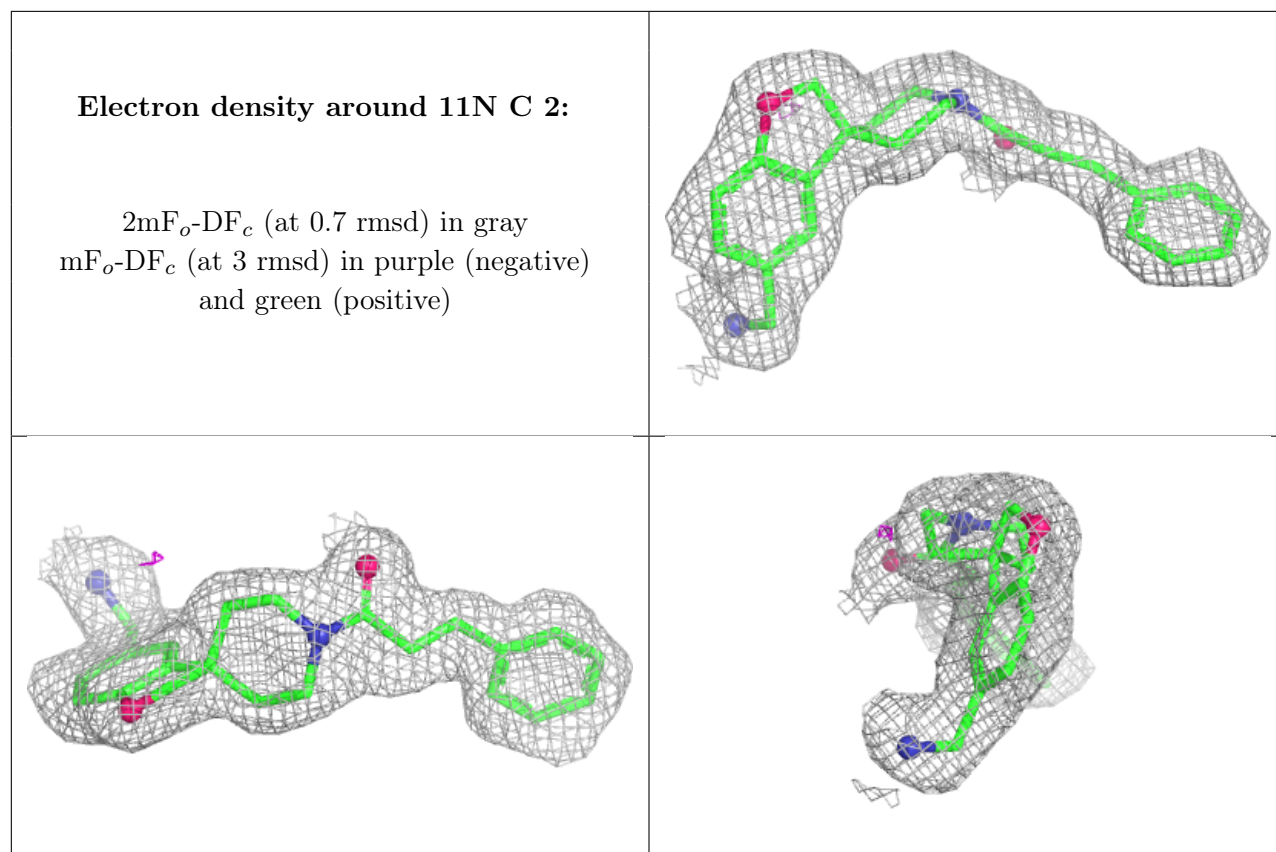 Electron density around 11N C 2:
2mFₒ-DF𝒸 (at 0.7 rmsd) in gray
mFₒ-DF𝒸 (at 3 rmsd) in purple (negative)
and green (positive)